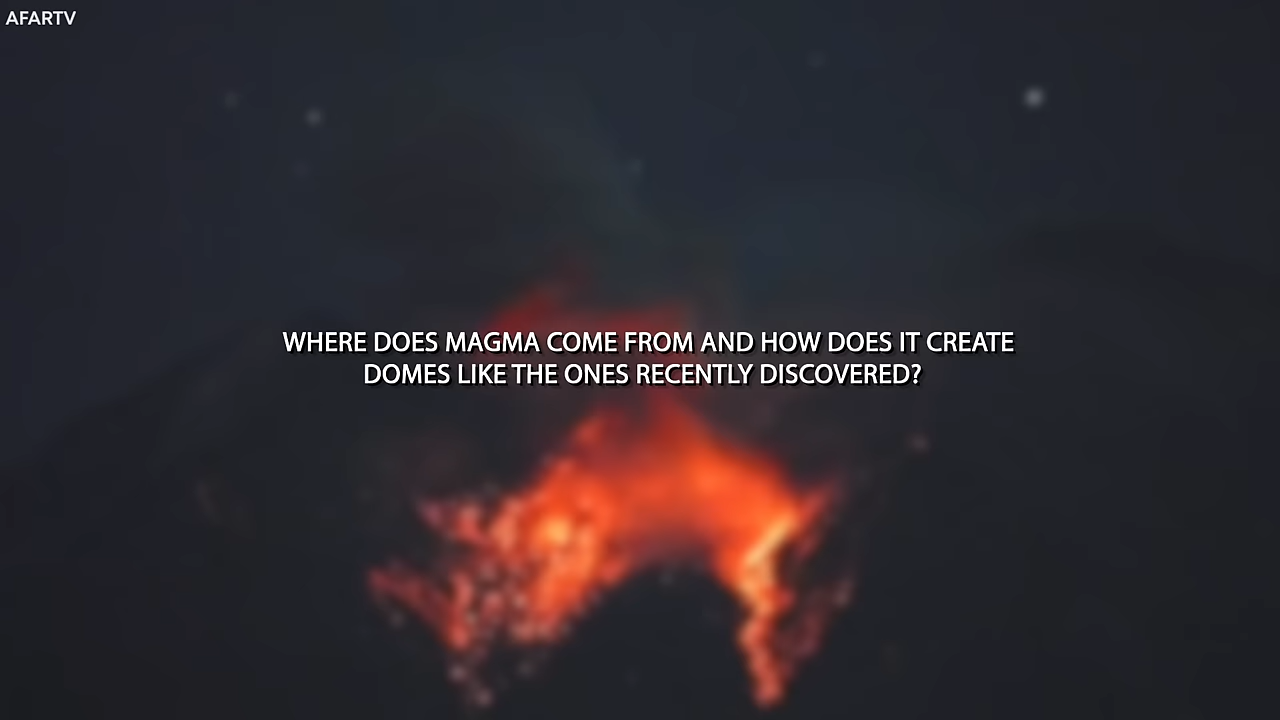 AFARTV
WHERE DOES MAGMA COME FROM AND HOW DOES IT CREATE
DOMES LIKE THE ONES RECENTLY DISCOVERED?